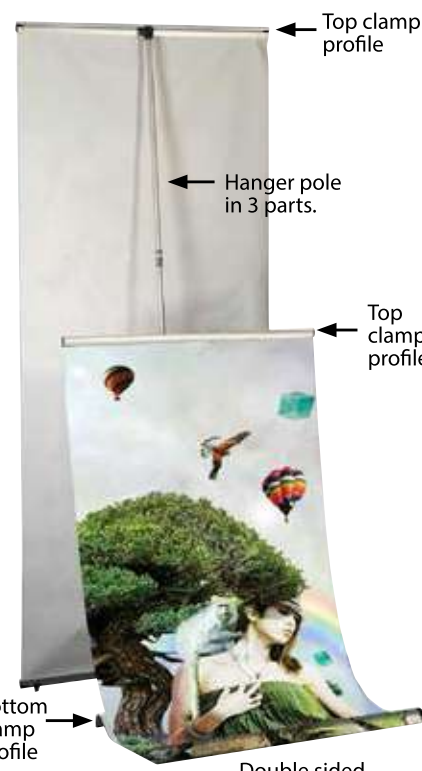 Top clamp
profile
Hanger pole
in 3 parts.
Top
clamp
profile
ottom
amp
ofile
Double sided